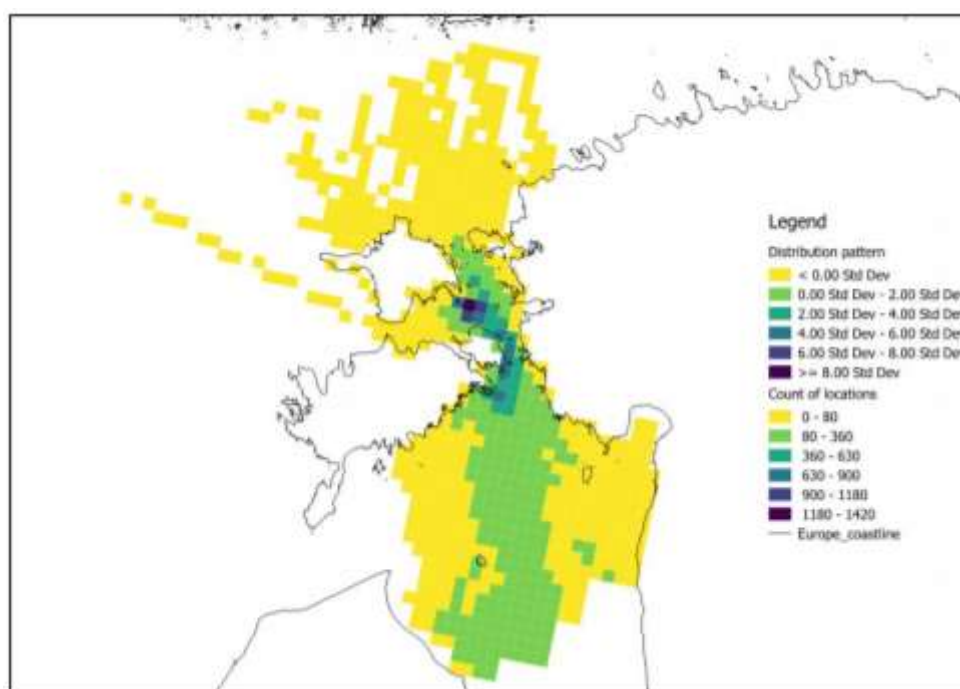 Legend
Distribution pattern
< 0.00 Std Dev
0.00 Std Dev - 2.00 Std Dev
2.00 Std Dev - 4.00 Std Dev
4.00 Std Dev - 6.00 Std Dev
6.00 Std Dev - 8.00 Std Dev
>= 8.00 Std Dev
Count of locations
0 - 80
80 - 360
360 - 630
630 - 900
900 - 1180
1180 - 1420
Europe_coastline